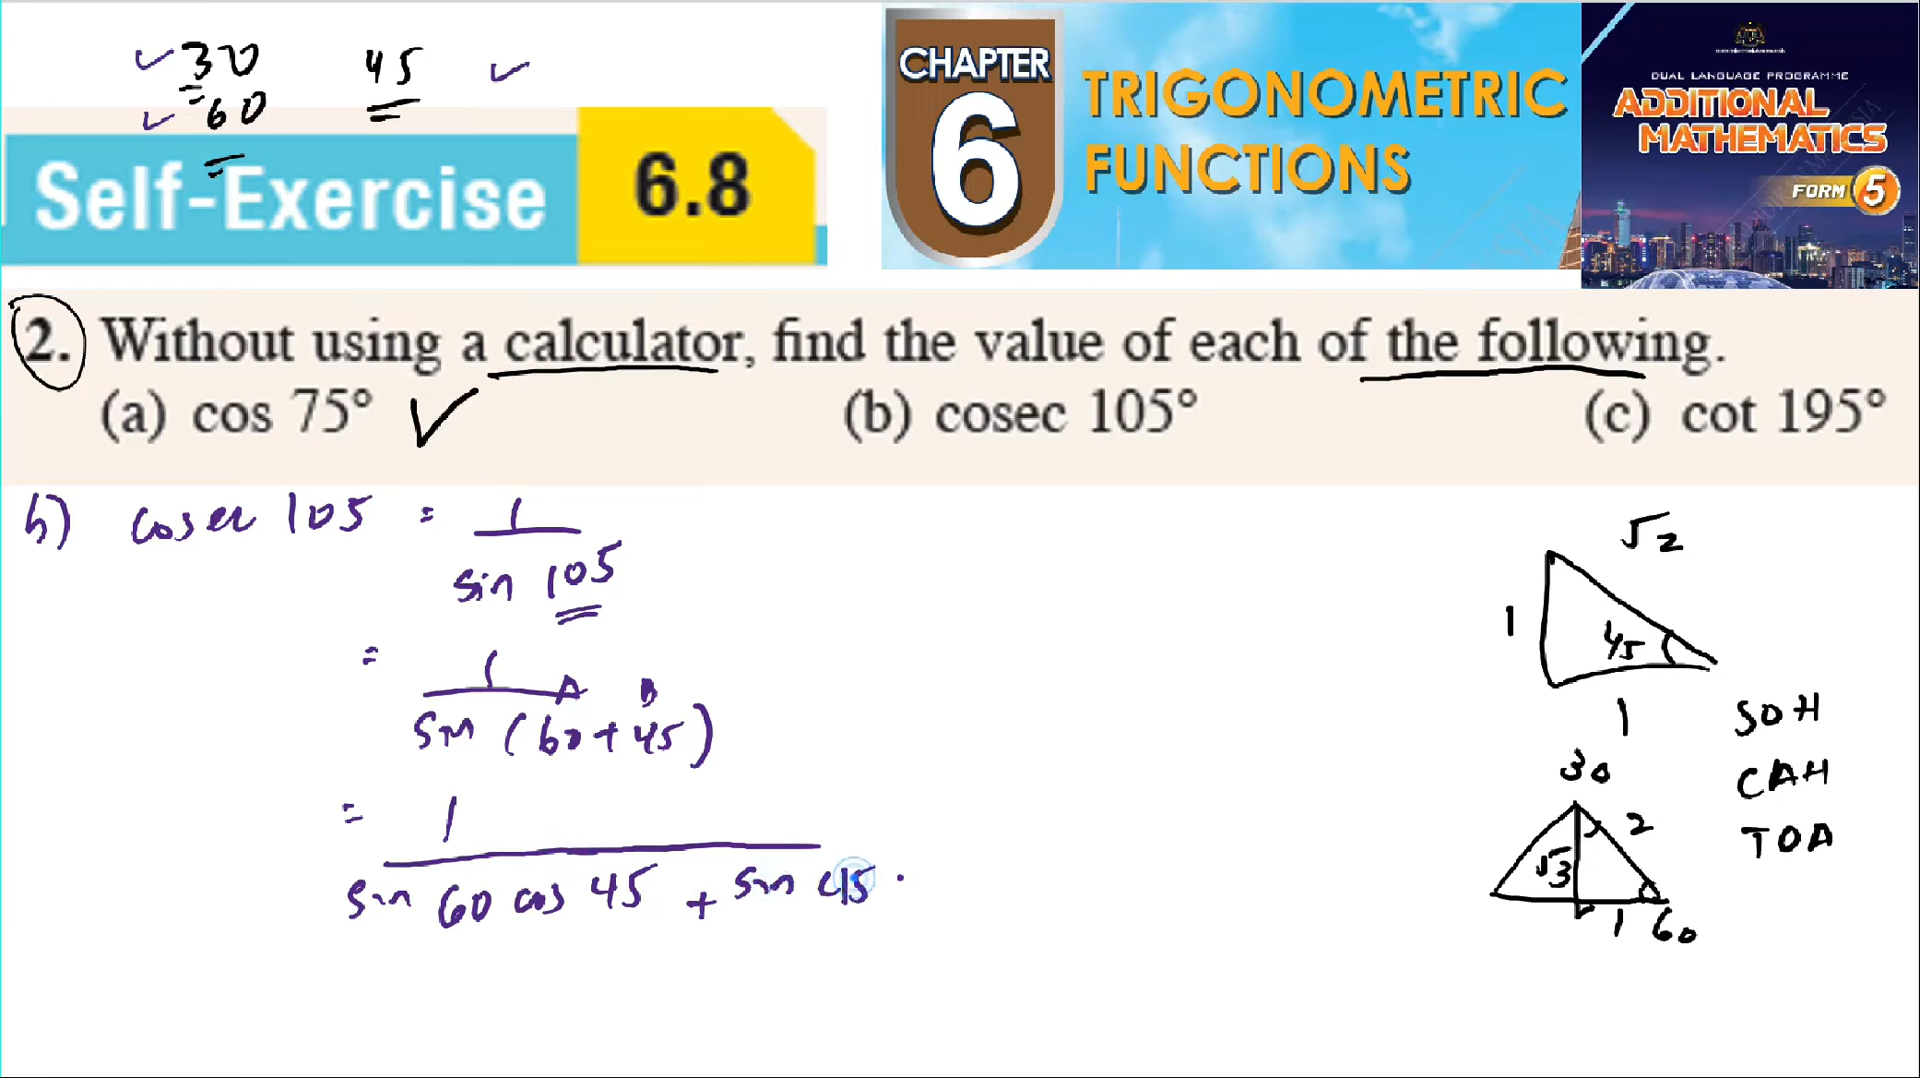 ✓ 30 45 ✓
✓ 60
Self-Exercise 6.8
CHAPTER
6
TRIGONOMETRIC
FUNCTIONS
DUAL LANGUAGE PROGRAMME
ADDITIONAL
MATHEMATICS
FORM 5
2. Without using a calculator, find the value of each of the following.
(a) cos 75° ✓ (b) cosec 105° (c) cot 195°
b) cosec 105 = 1
sin 105
= 1 A B
sin (60 + 45)
= 1
sin 60 cos 45 + sin 45 .
√2
1 45
1
SOH
CAH
TOA
30
2
√3
1 60